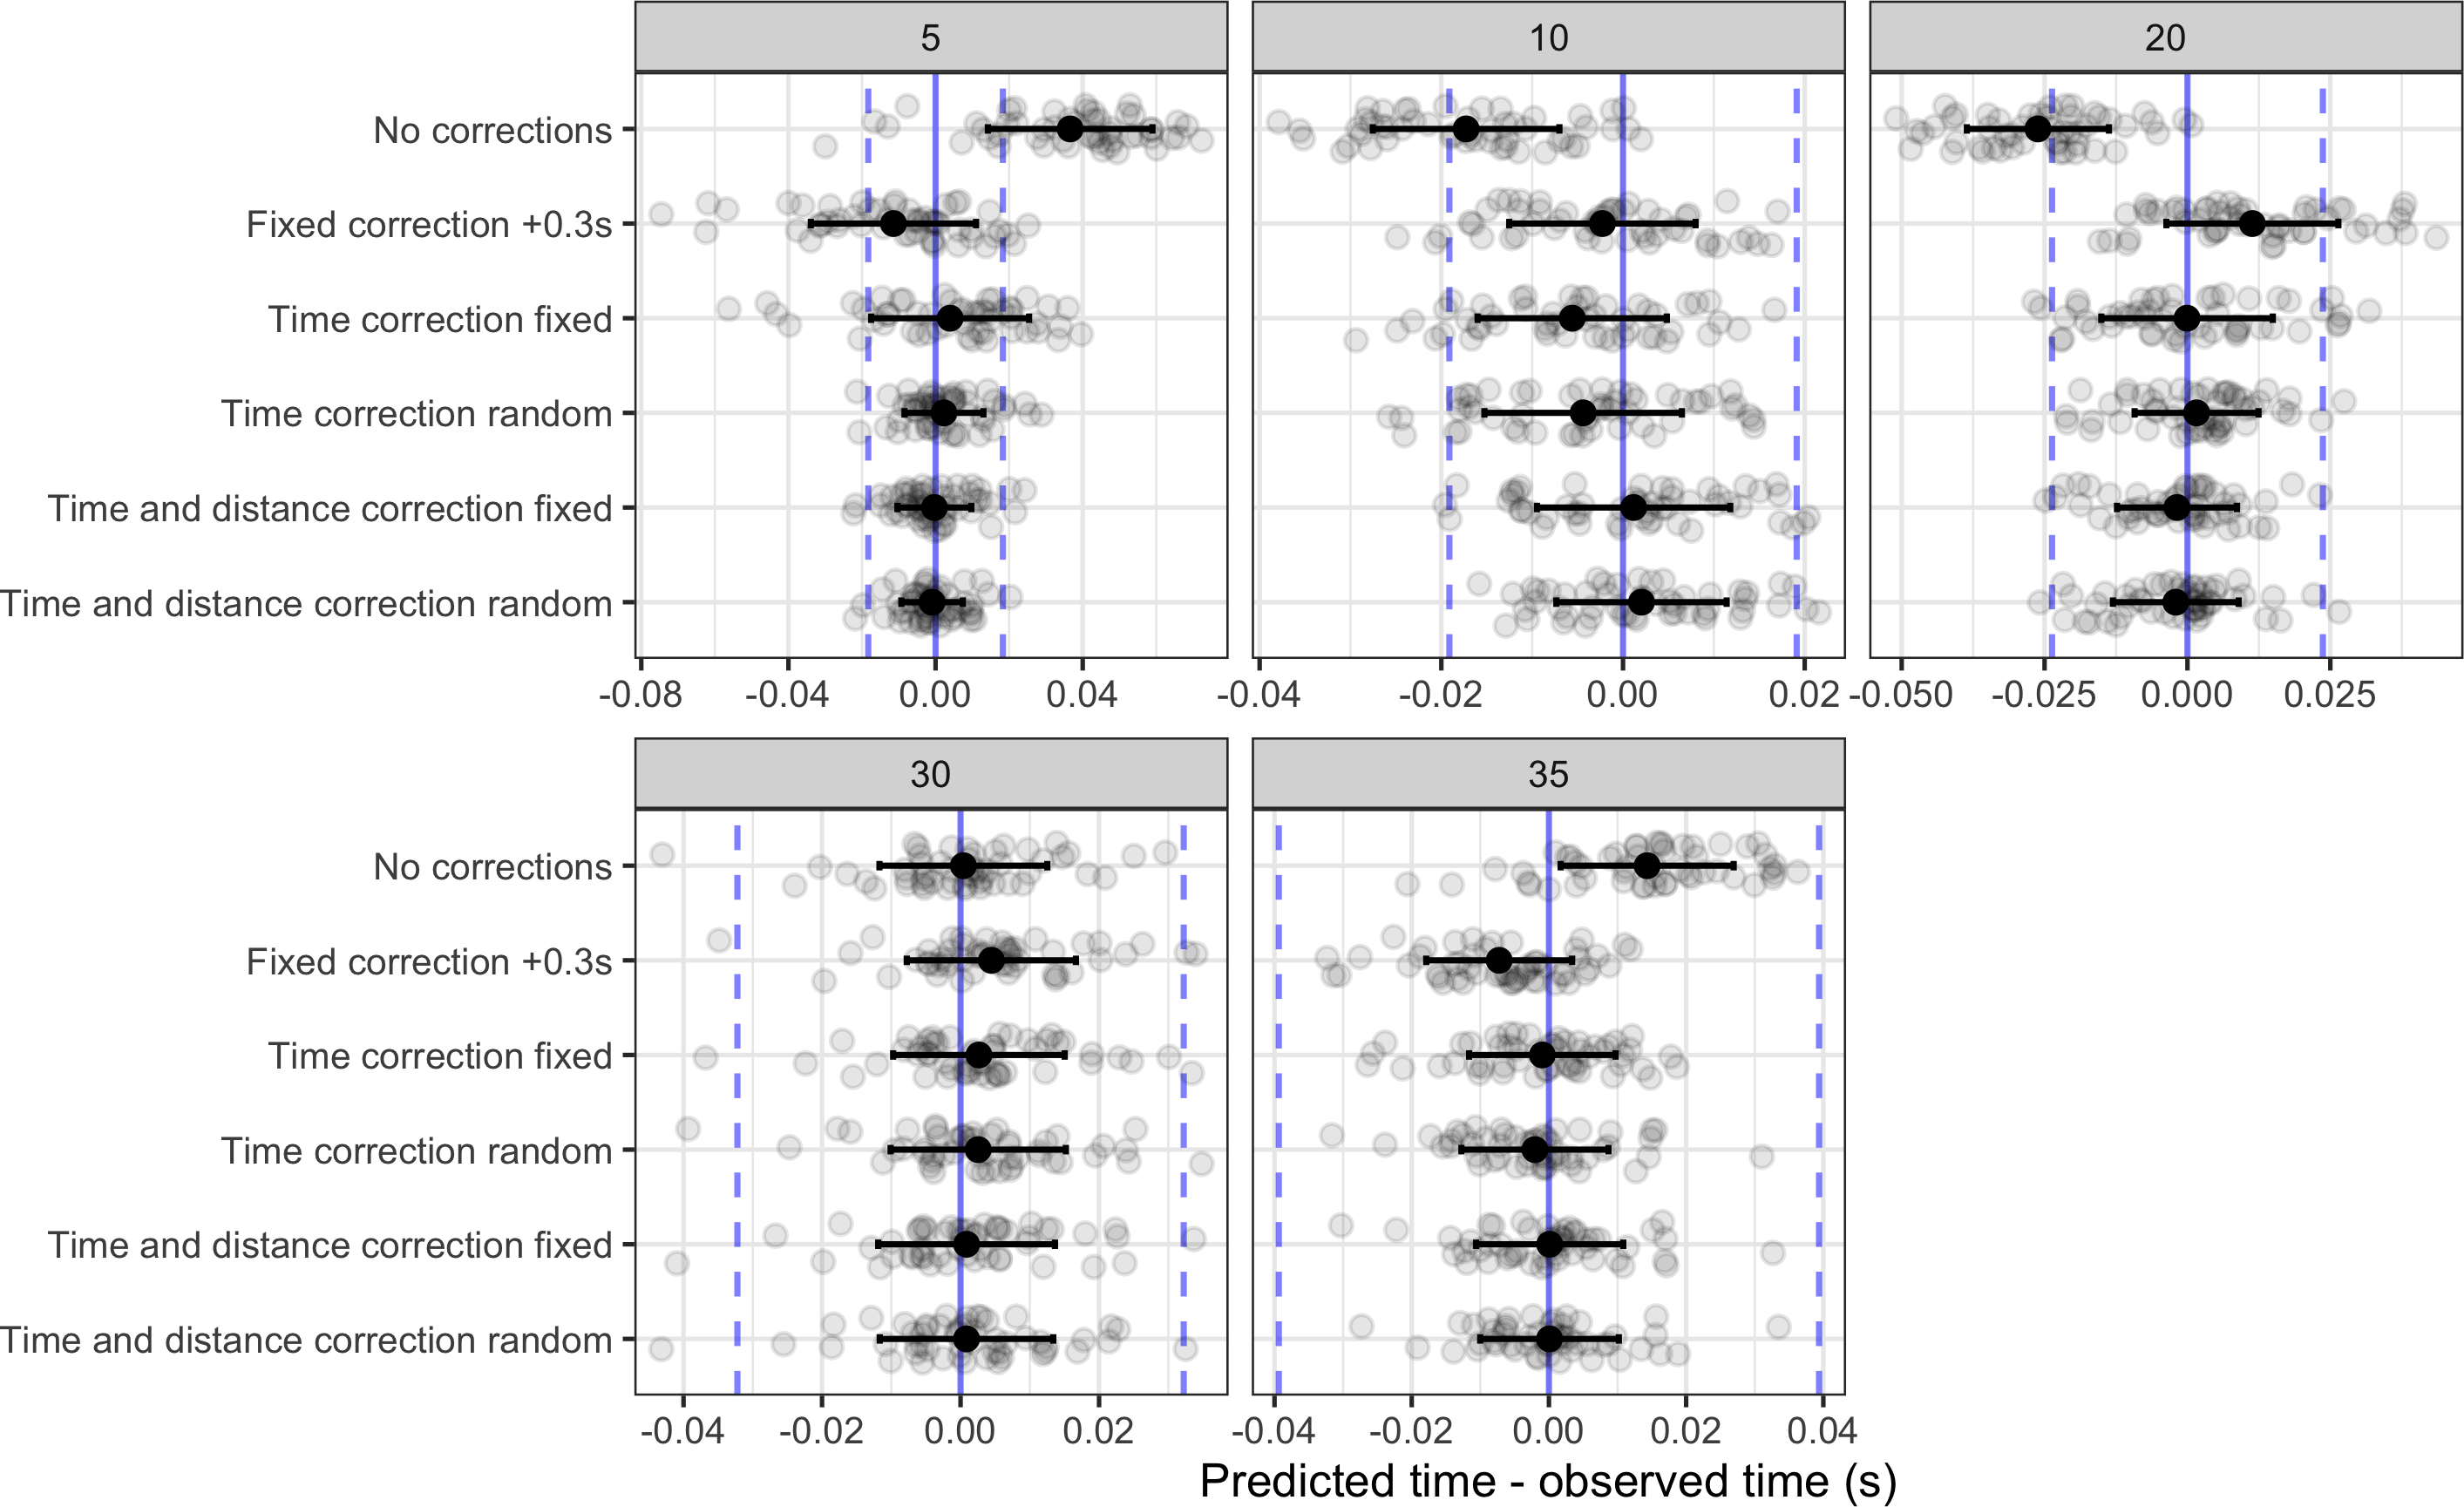 5
10
20
No corrections
Fixed correction +0.3s
Time correction fixed
Time correction random
Time and distance correction fixed
Time and distance correction random
-0.08 -0.04 0.00 0.04
-0.04 -0.02 0.00 0.02
-0.050 -0.025 0.000 0.025
30
35
No corrections
Fixed correction +0.3s
Time correction fixed
Time correction random
Time and distance correction fixed
Time and distance correction random
-0.04 -0.02 0.00 0.02
-0.04 -0.02 0.00 0.02 0.04
Predicted time - observed time (s)